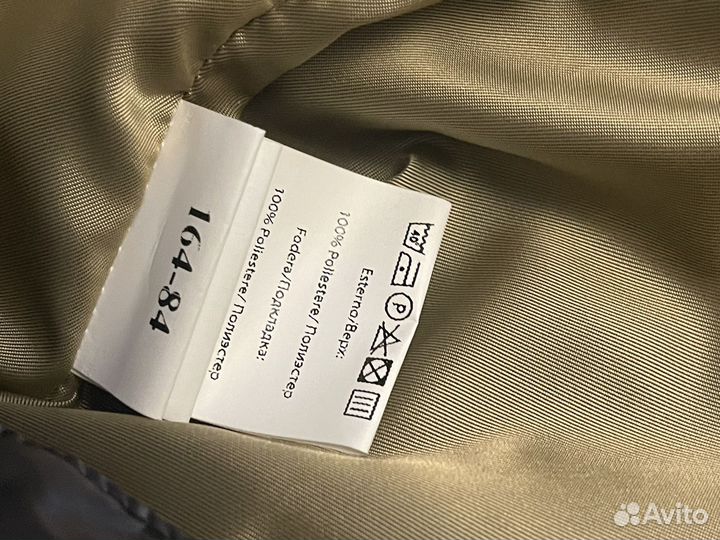 40 P
Esterno/Верх:
100% Poliestere/ Полиэстер
Fodera/Подкладка:
100% Poliestere/ Полиэстер
164-84
Avito